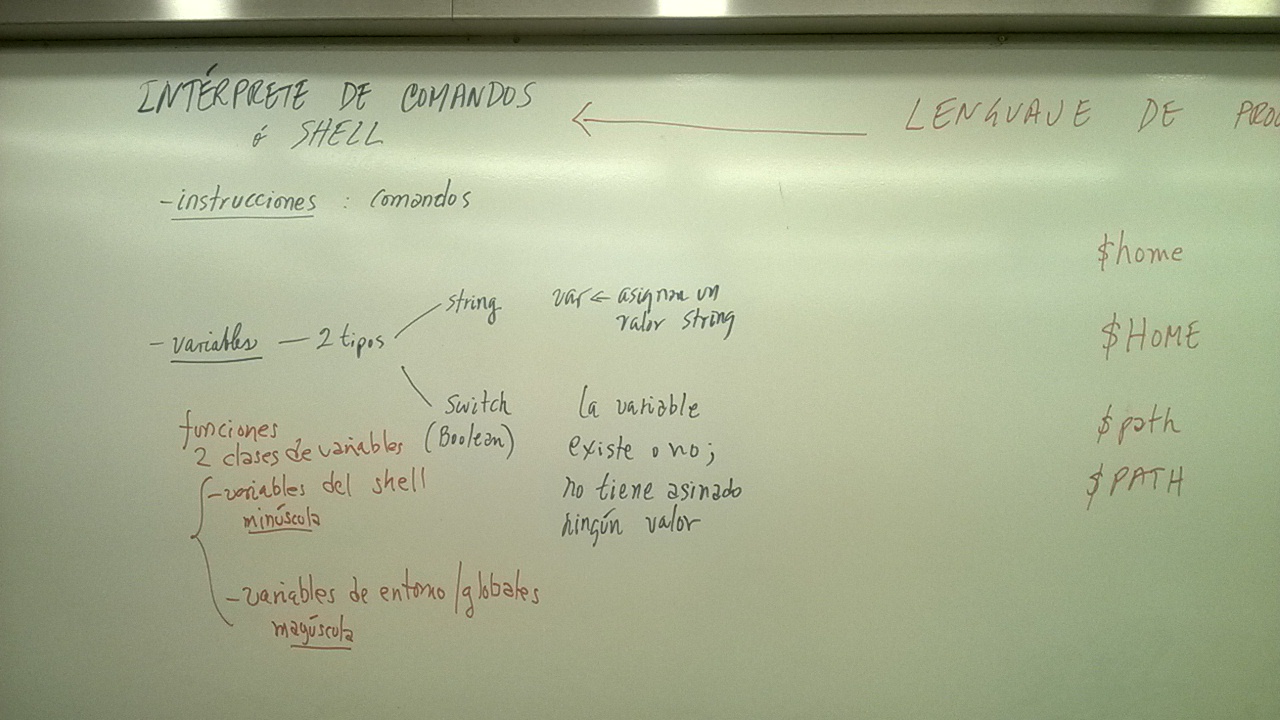 INTÉRPRETE DE COMANDOS
ó SHELL
← LENGUAJE DE
- instrucciones : comandos
- variables — 2 tipos
string
var ← asignan un
valor string
switch
(Boolean)
la variable
existe o no;
no tiene asinado
ningún valor
funciones
2 clases de variables
- variables del shell
minúscula
- variables de entorno/globales
mayúscula
$home
$HOME
$path
$PATH